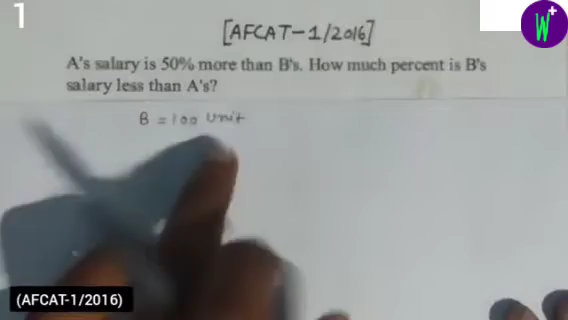 1
[AFCAT-1/2016]
W+
A's salary is 50% more than B's. How much percent is B's
salary less than A's?
B = 100 Unit
(AFCAT-1/2016)